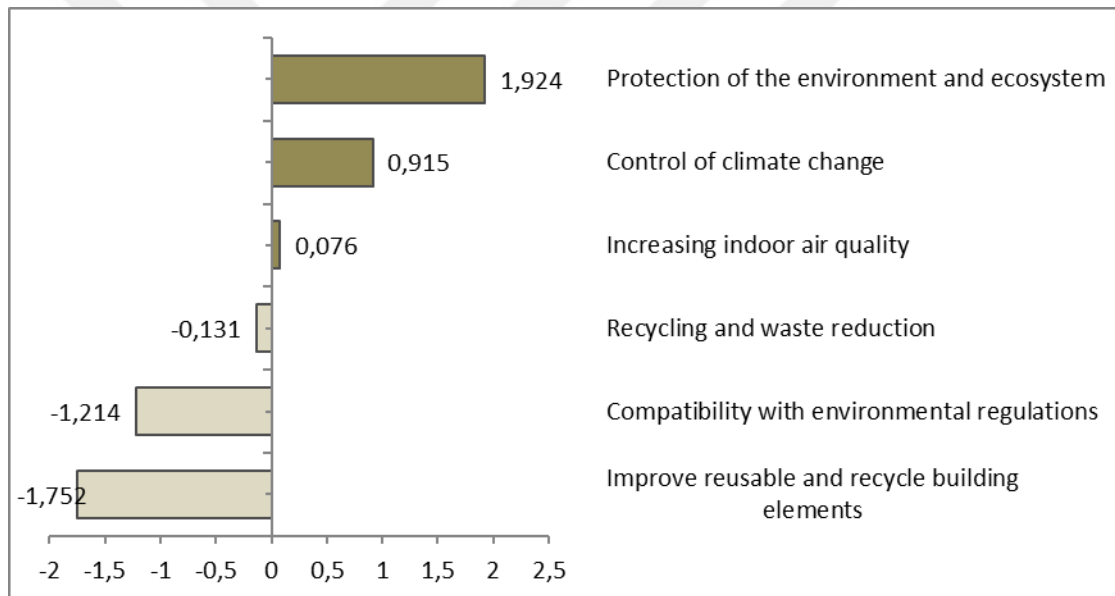 1,924 Protection of the environment and ecosystem
0,915 Control of climate change
0,076 Increasing indoor air quality
-0,131 Recycling and waste reduction
-1,214 Compatibility with environmental regulations
-1,752 Improve reusable and recycle building
elements
-2 -1,5 -1 -0,5 0 0,5 1 1,5 2 2,5